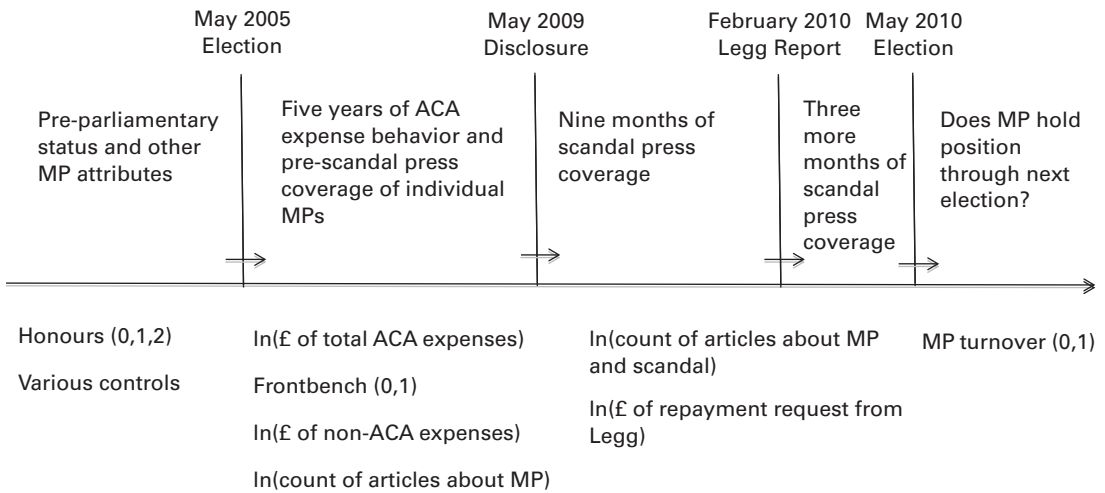 May 2005
Election
May 2009
Disclosure
February 2010
Legg Report
May 2010
Election
Pre-parliamentary
status and other
MP attributes
Five years of ACA
expense behavior and
pre-scandal press
coverage of individual
MPs
Nine months of
scandal press
coverage
Three
more
months of
scandal
press
coverage
Does MP hold
position
through next
election?
Honours (0,1,2)
Various controls
ln(£ of total ACA expenses)
Frontbench (0,1)
ln(£ of non-ACA expenses)
ln(count of articles about MP)
ln(count of articles about MP
and scandal)
ln(£ of repayment request from
Legg)
MP turnover (0,1)